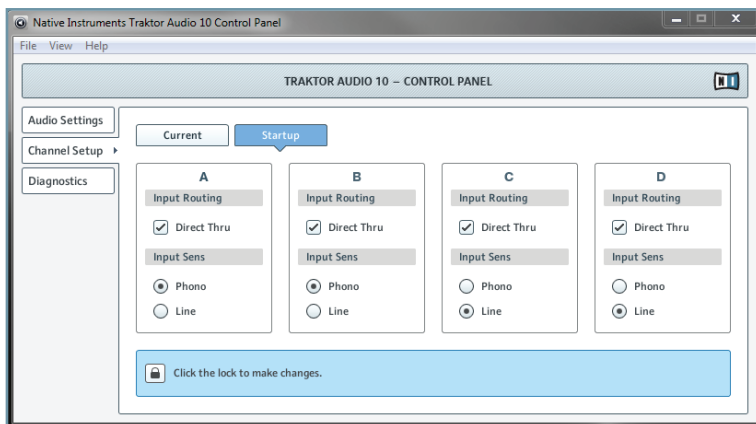 Native Instruments Traktor Audio 10 Control Panel
File View Help
TRAKTOR AUDIO 10 – CONTROL PANEL
NI
Audio Settings
Channel Setup
Diagnostics
Current Startup
A B C D
Input Routing Input Routing Input Routing Input Routing
Direct Thru Direct Thru Direct Thru Direct Thru
Input Sens Input Sens Input Sens Input Sens
Phono Phono Phono Phono
Line Line Line Line
Click the lock to make changes.